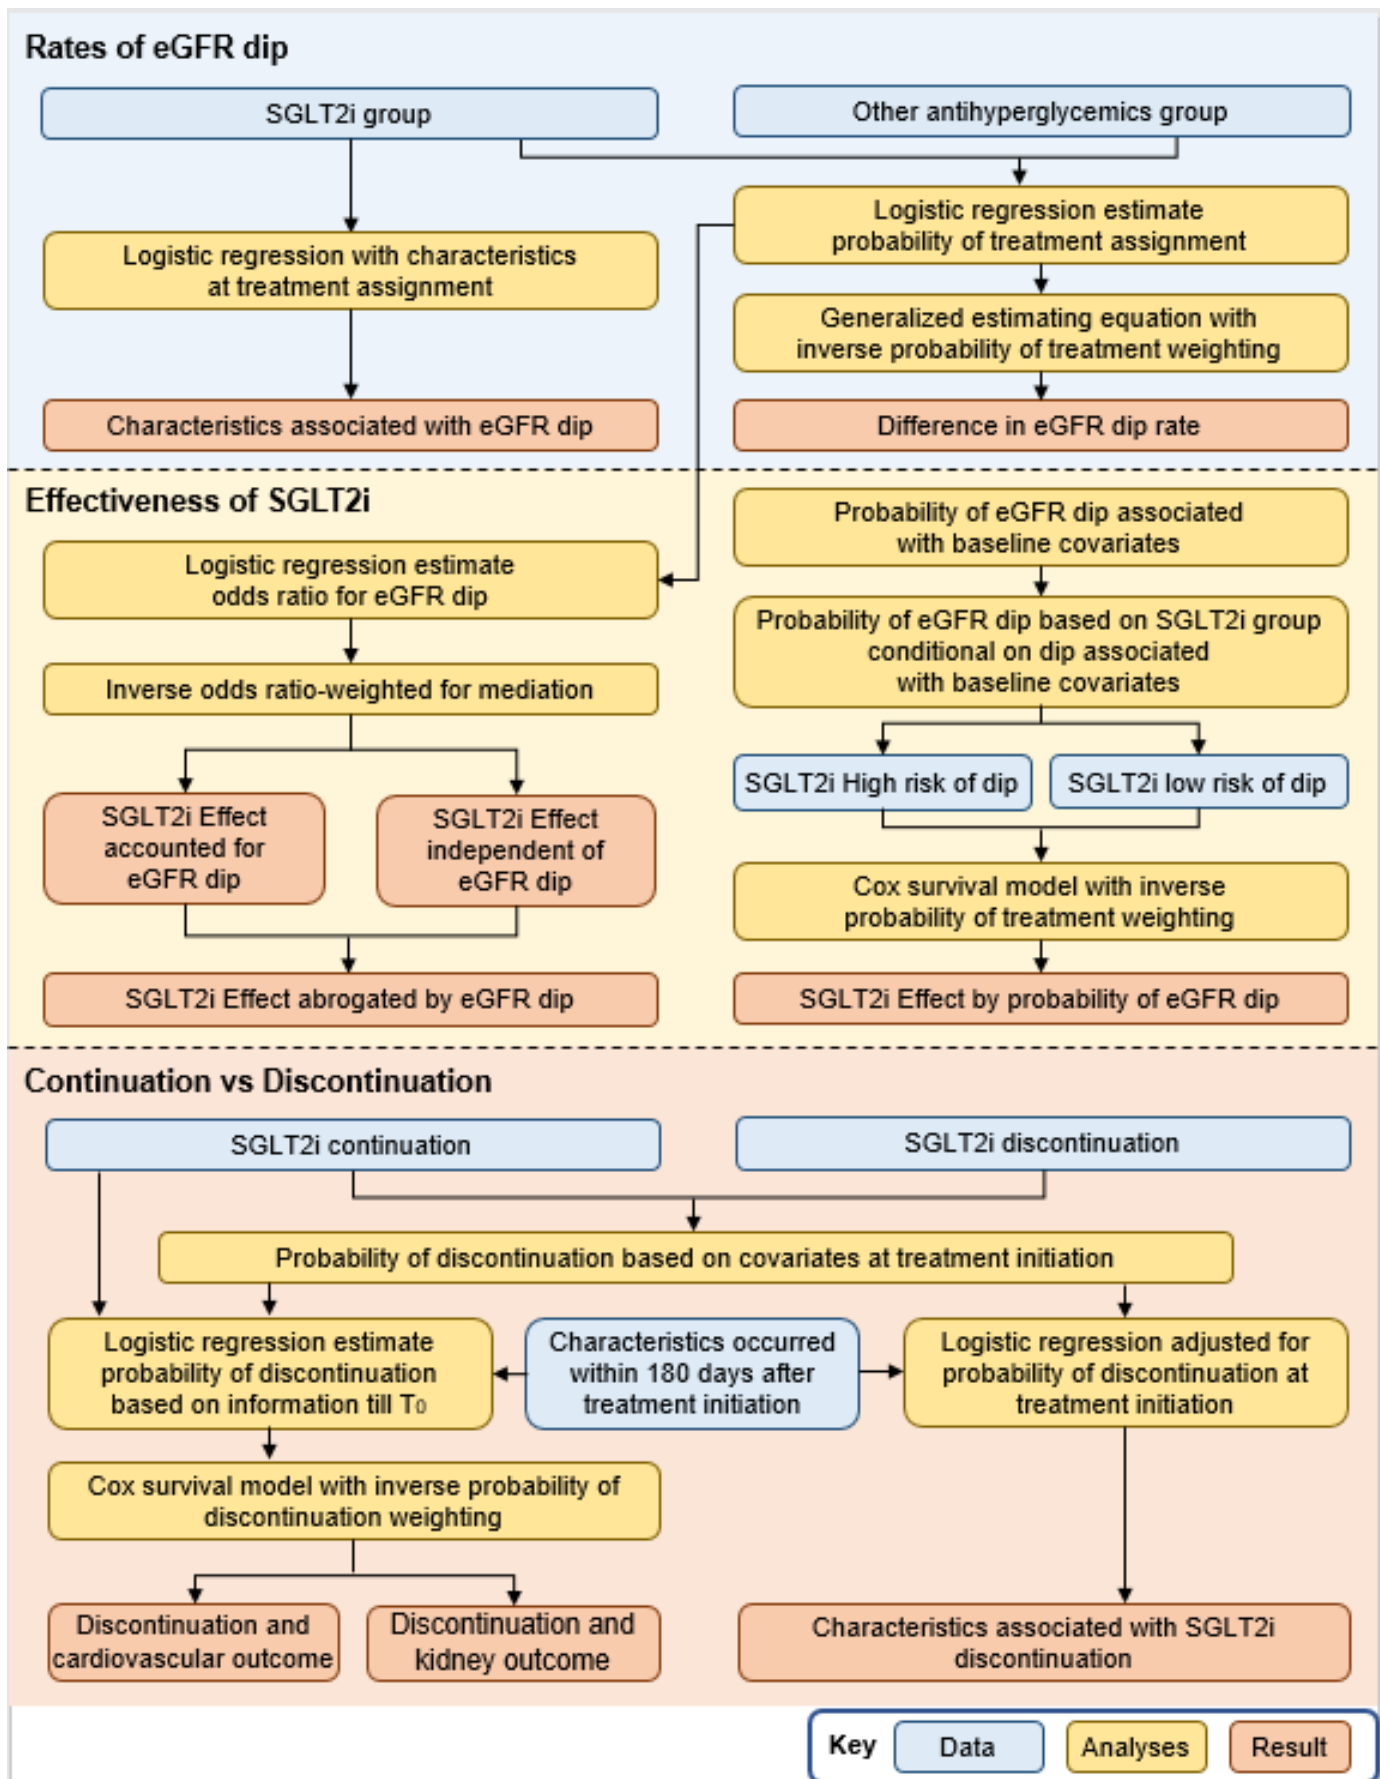 Rates of eGFR dip
SGLT2i group
Other antihyperglycemics group
Logistic regression with characteristics
at treatment assignment
Logistic regression estimate
probability of treatment assignment
Generalized estimating equation with
inverse probability of treatment weighting
Characteristics associated with eGFR dip
Difference in eGFR dip rate
Effectiveness of SGLT2i
Logistic regression estimate
odds ratio for eGFR dip
Inverse odds ratio-weighted for mediation
SGLT2i Effect
accounted for
eGFR dip
SGLT2i Effect
independent of
eGFR dip
SGLT2i Effect abrogated by eGFR dip
Probability of eGFR dip associated
with baseline covariates
Probability of eGFR dip based on SGLT2i group
conditional on dip associated
with baseline covariates
SGLT2i High risk of dip
SGLT2i low risk of dip
Cox survival model with inverse
probability of treatment weighting
SGLT2i Effect by probability of eGFR dip
Continuation vs Discontinuation
SGLT2i continuation
SGLT2i discontinuation
Probability of discontinuation based on covariates at treatment initiation
Logistic regression estimate
probability of discontinuation
based on information till T0
Characteristics occurred
within 180 days after
treatment initiation
Logistic regression adjusted for
probability of discontinuation at
treatment initiation
Cox survival model with inverse probability of
discontinuation weighting
Discontinuation and
cardiovascular outcome
Discontinuation and
kidney outcome
Characteristics associated with SGLT2i
discontinuation
Key
Data
Analyses
Result